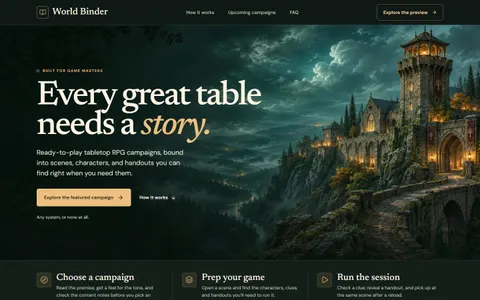 World Binder
How it works
Upcoming campaigns
FAQ
Explore the preview →
BUILT FOR GAME MASTERS
Every great table
needs a story.
Ready-to-play tabletop RPG campaigns, bound
into scenes, characters, and handouts you can
find right when you need them.
Explore the featured campaign →
How it works ↓
Any system, or none at all.
Choose a campaign
Read the premise, get a feel for the tone, and
check the content notes before you pick an
Prep your game
Open a scene and find the characters, clues,
and handouts you'll need to run it.
Run the session
Check a clue, reveal a handout, and pick up at
the same scene after a reload.